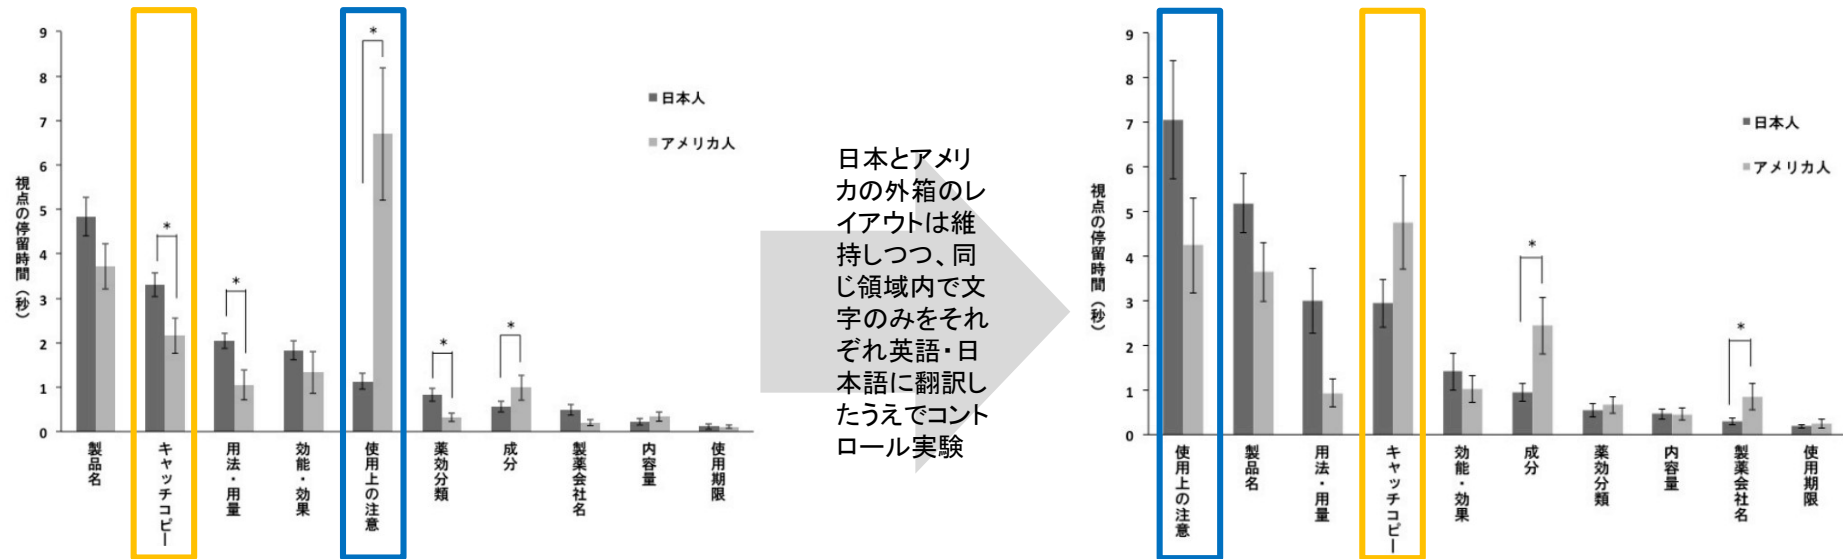 視点の停留時間（秒）
9
8
7
6
5
4
3
2
1
0
*
*
*
*
*
■日本人
■アメリカ人
製品名
キャッチコピー
用法・用量
効能・効果
使用上の注意
薬効分類
成分
製薬会社名
内容量
使用期限
日本とアメリ
カの外箱のレ
イアウトは維
持しつつ、同
じ領域内で文
字のみをそれ
ぞれ英語・日
本語に翻訳し
たうえでコント
ロール実験
視点の停留時間（秒）
9
8
7
6
5
4
3
2
1
0
*
*
■日本人
■アメリカ人
使用上の注意
製品名
用法・用量
キャッチコピー
効能・効果
成分
薬効分類
内容量
製薬会社名
使用期限